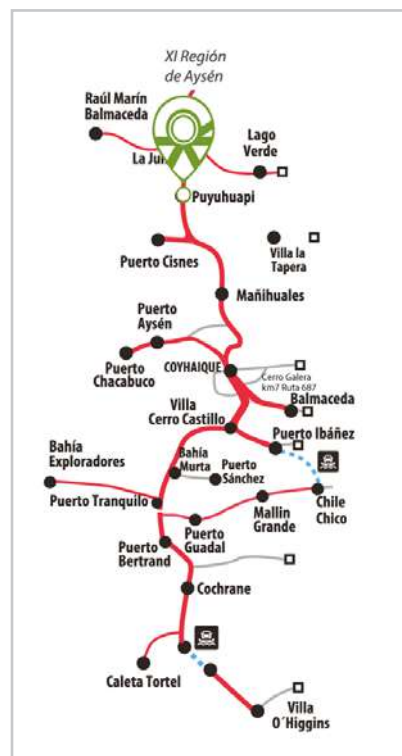 XI Región
de Aysén
Raúl Marín
Balmaceda
Lago
Verde
La
Puyuhuapi
Puerto Cisnes
Villa la
Tapera
Mañihuales
Puerto
Aysén
Puerto
Chacabuco
COYHAIQUE
Cerro Galera
km7 Ruta 687
Balmaceda
Villa
Cerro Castillo
Puerto Ibáñez
Bahía
Exploradores
Bahía
Murta
Puerto
Sánchez
Puerto Tranquilo
Mallin
Grande
Chile
Chico
Puerto
Guadal
Puerto
Bertrand
Cochrane
Caleta Tortel
Villa
O´Higgins